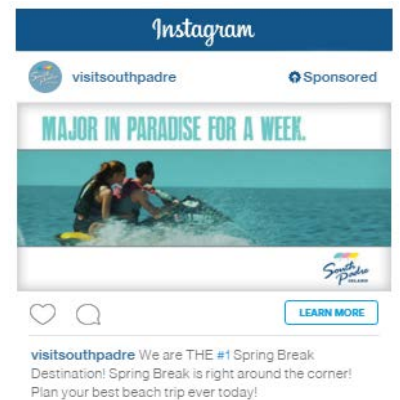 Instagram
visitsouthpadre
Sponsored
MAJOR IN PARADISE FOR A WEEK.
South
Padre
ISLAND
LEARN MORE
visitsouthpadre We are THE #1 Spring Break
Destination! Spring Break is right around the corner!
Plan your best beach trip ever today!